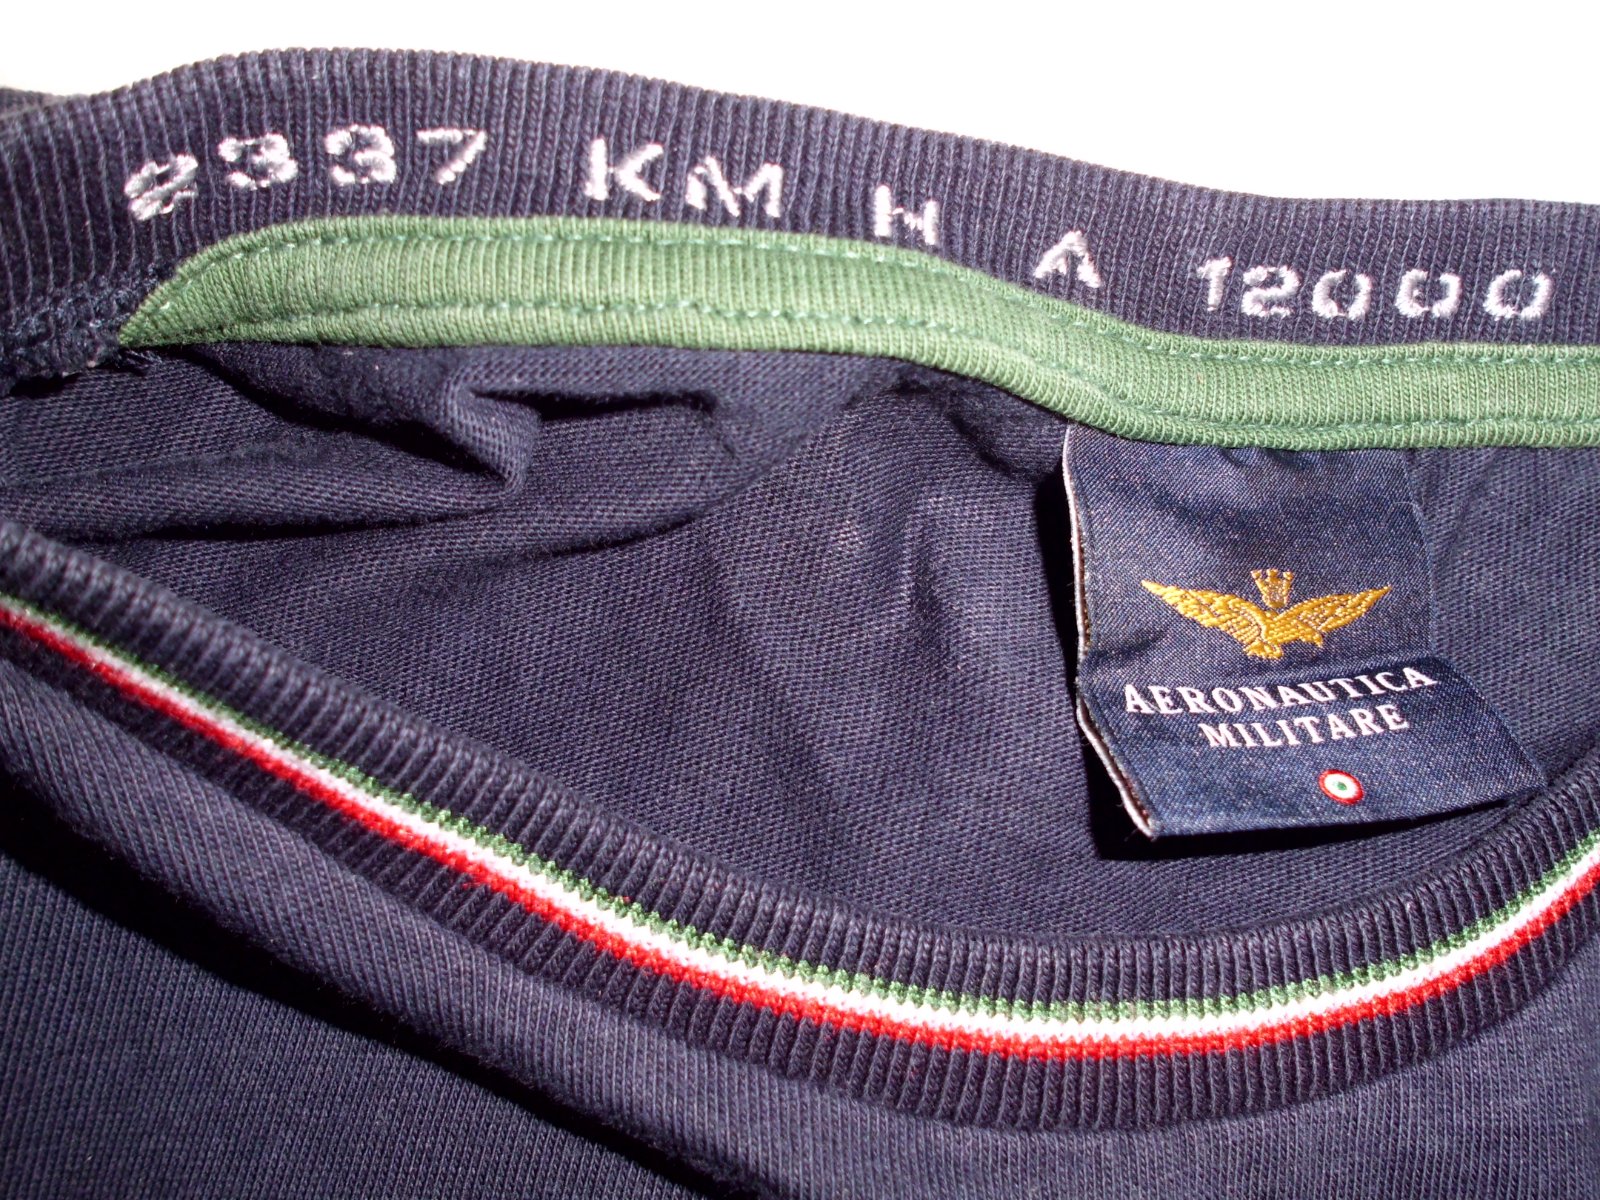 2337 KM H A 12000
AERONAUTICA
MILITARE